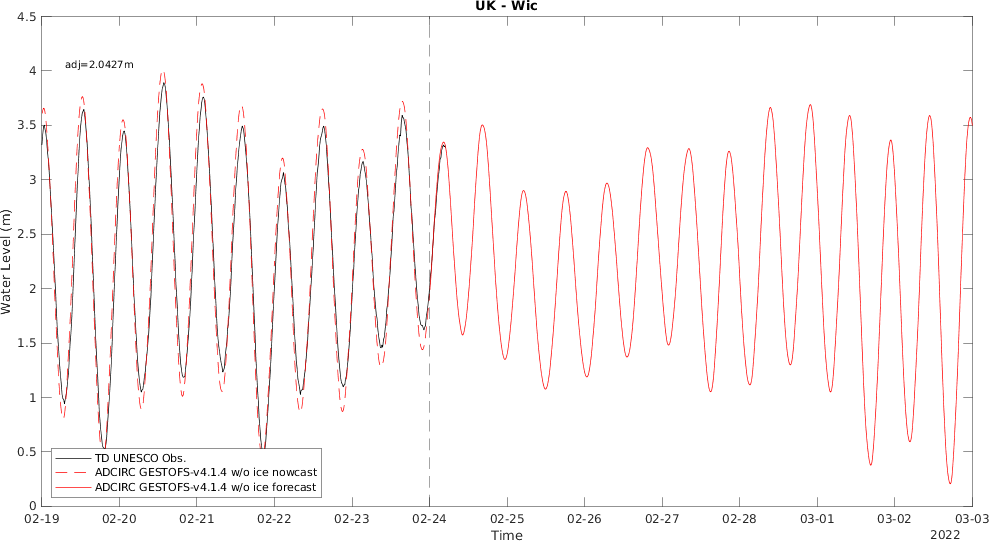 UK - Wic
4.5
4
3.5
3
2.5
2
1.5
1
0.5
0
Water Level (m)
adj=2.0427m
TD UNESCO Obs.
ADCIRC GESTOFS-v4.1.4 w/o ice nowcast
ADCIRC GESTOFS-v4.1.4 w/o ice forecast
02-19 02-20 02-21 02-22 02-23 02-24 02-25 02-26 02-27 02-28 03-01 03-02 03-03
Time
2022